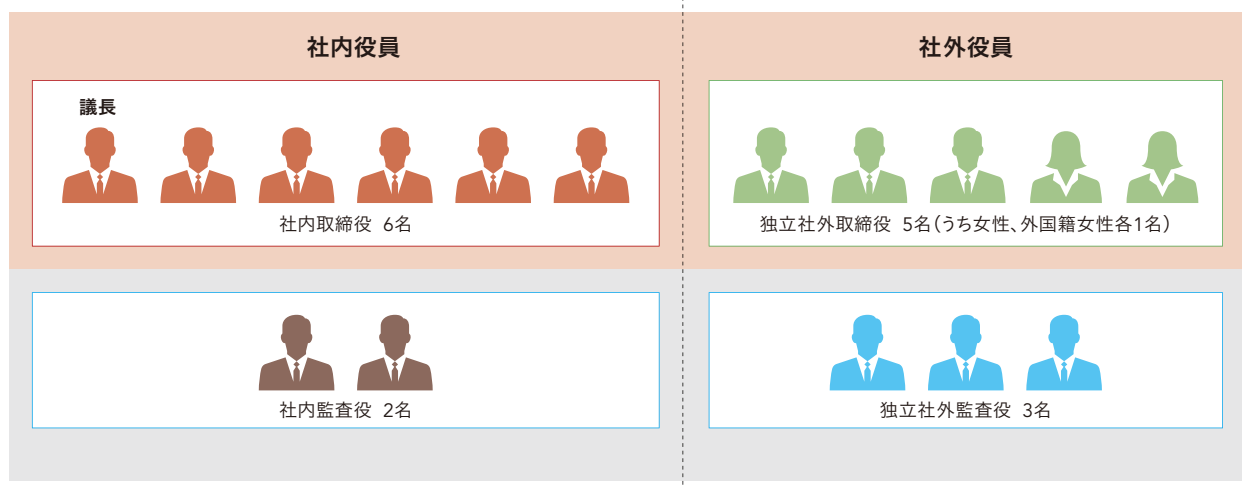 社内役員
社外役員
議長
社内取締役 6名
独立社外取締役 5名(うち女性、外国籍女性各1名)
社内監査役 2名
独立社外監査役 3名